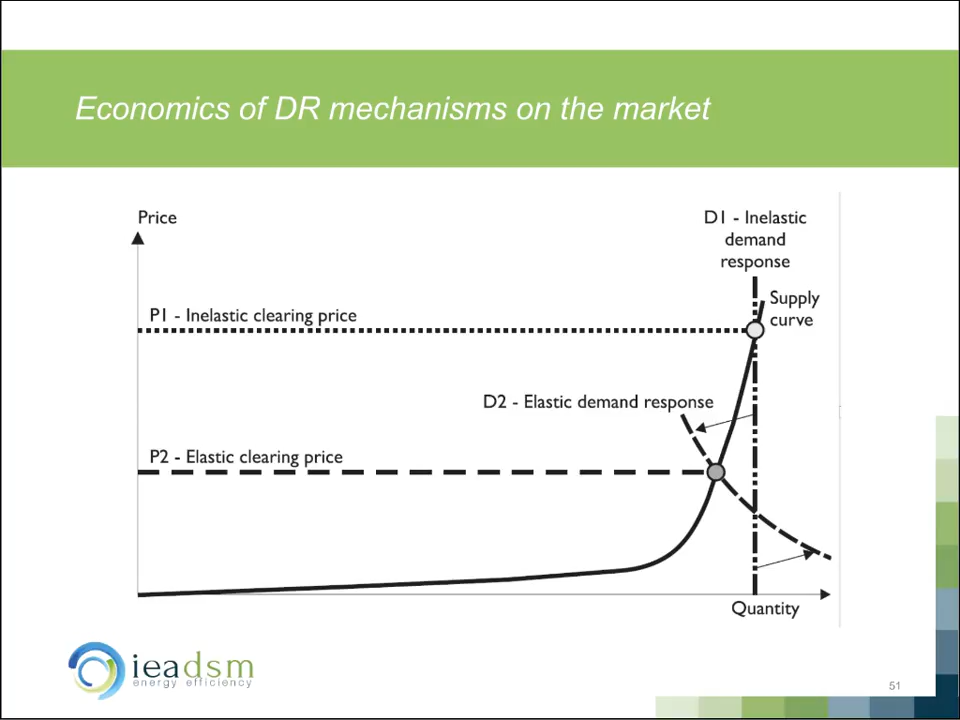 Economics of DR mechanisms on the market
Price
D1 - Inelastic
demand
response
P1 - Inelastic clearing price
Supply
curve
D2 - Elastic demand response
P2 - Elastic clearing price
Quantity
ieadsm
energy efficiency
51